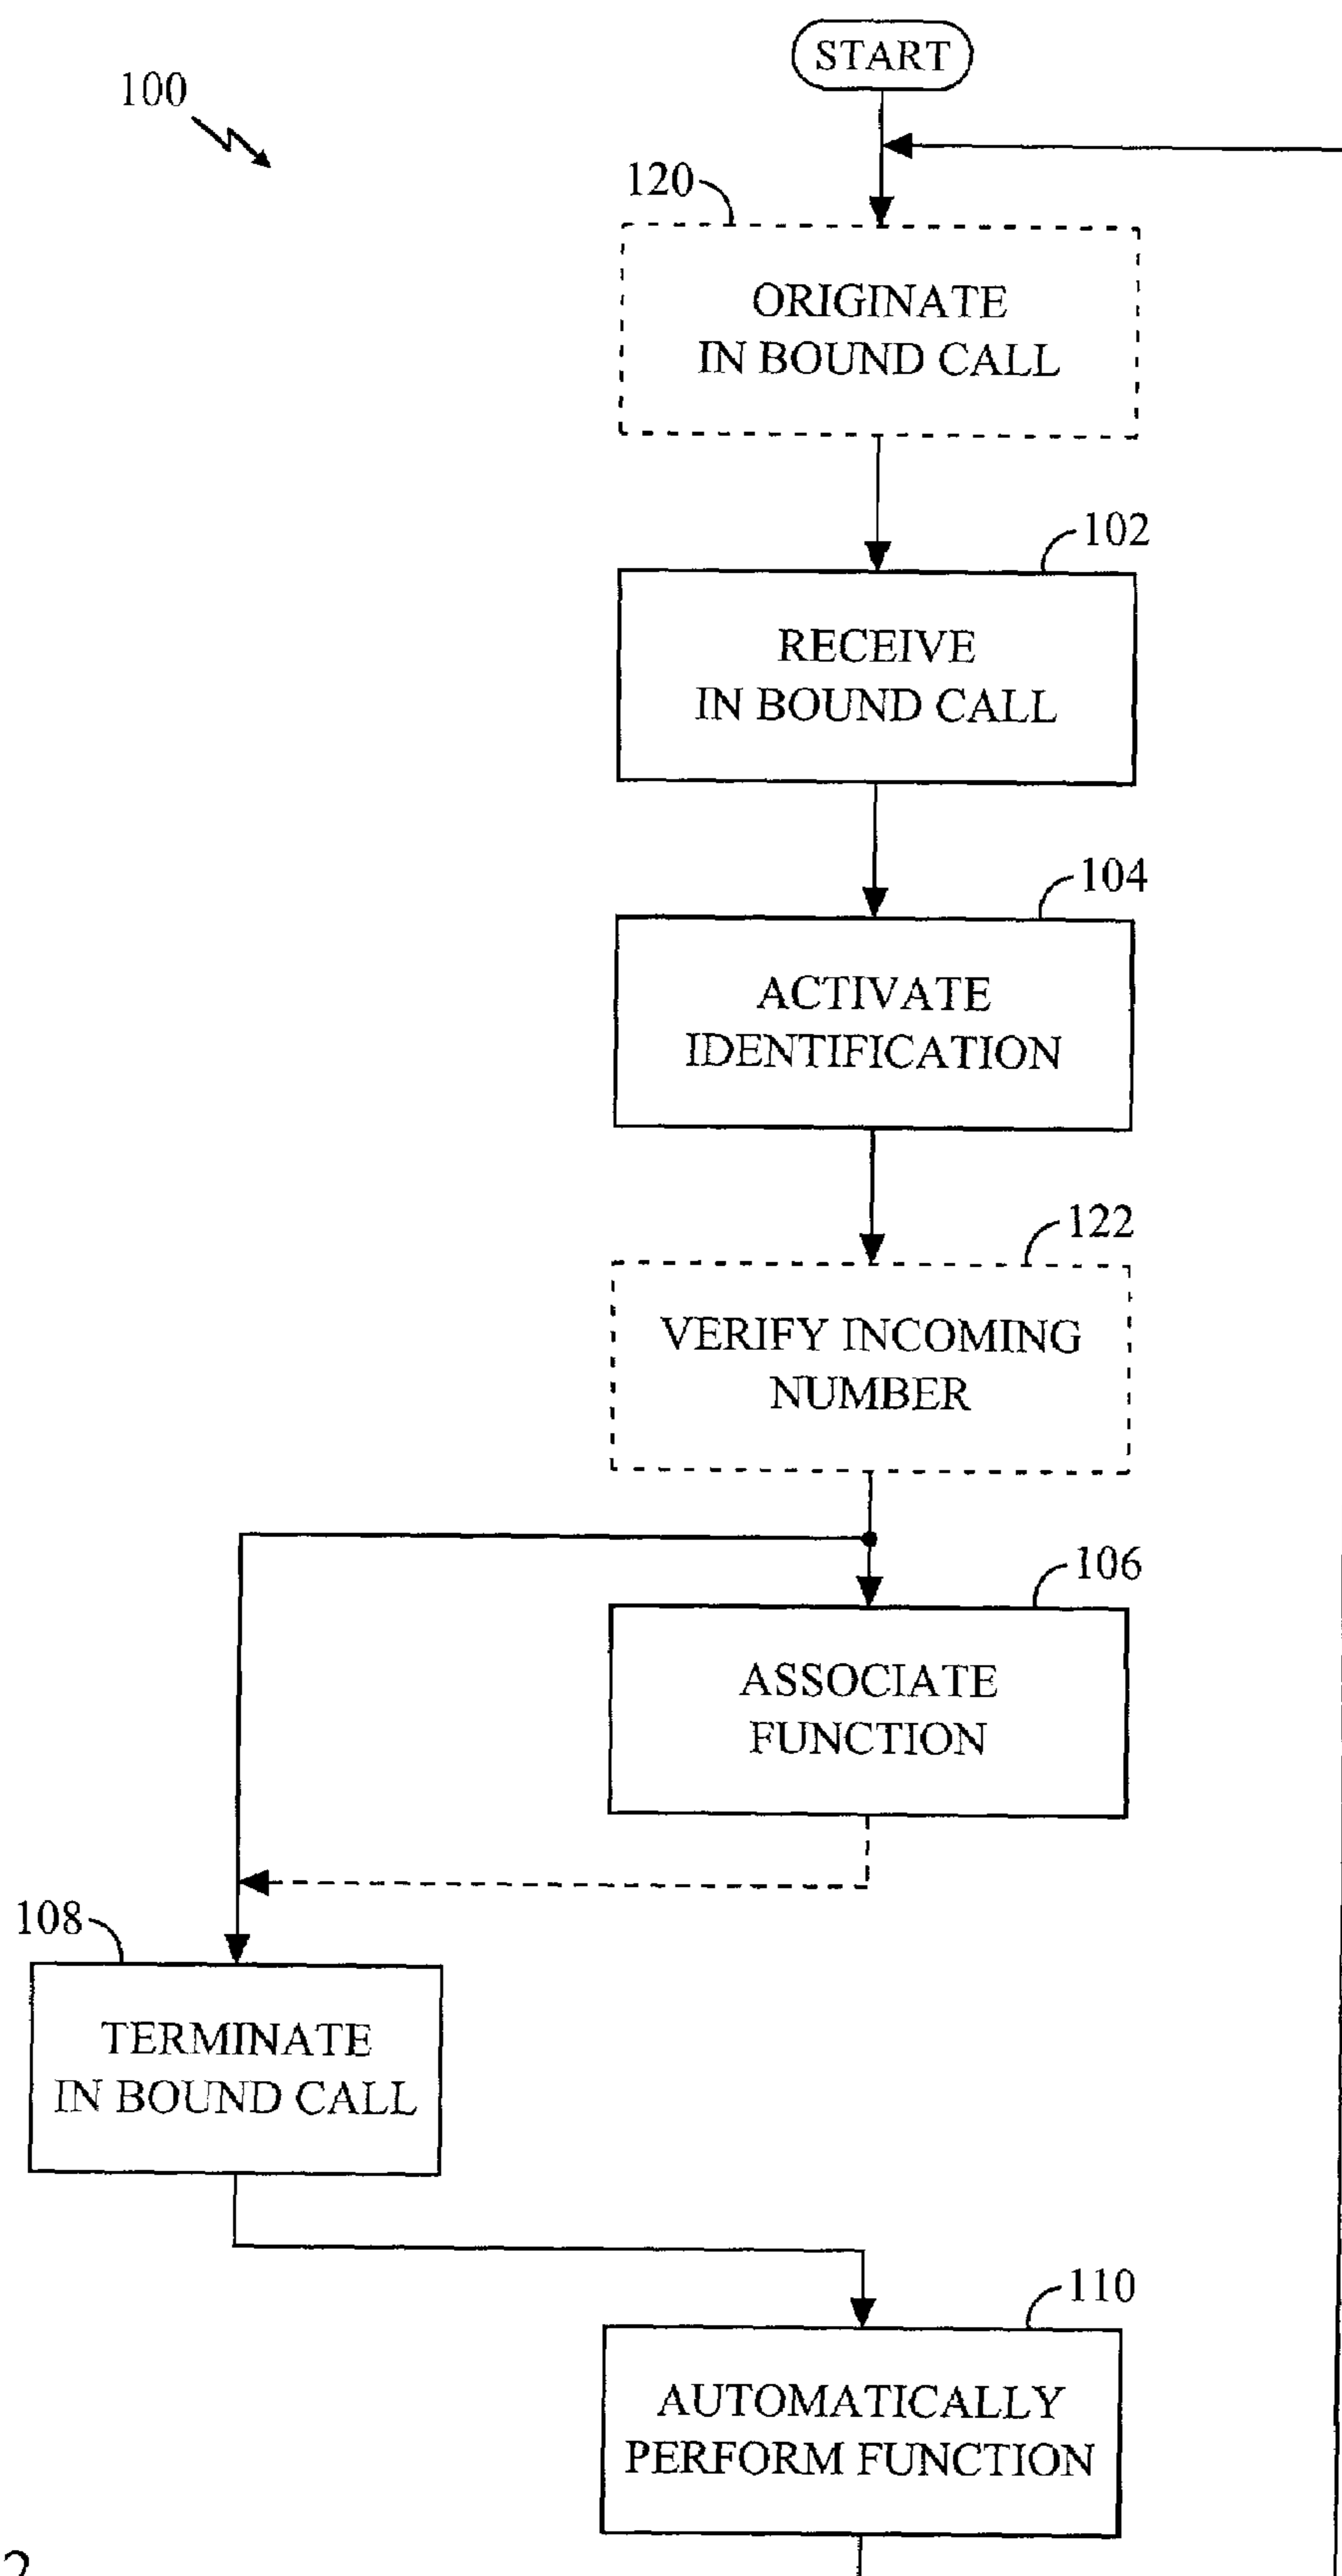 START
100
120
ORIGINATE
IN BOUND CALL
102
RECEIVE
IN BOUND CALL
104
ACTIVATE
IDENTIFICATION
122
VERIFY INCOMING
NUMBER
106
ASSOCIATE
FUNCTION
108
TERMINATE
IN BOUND CALL
110
AUTOMATICALLY
PERFORM FUNCTION
2